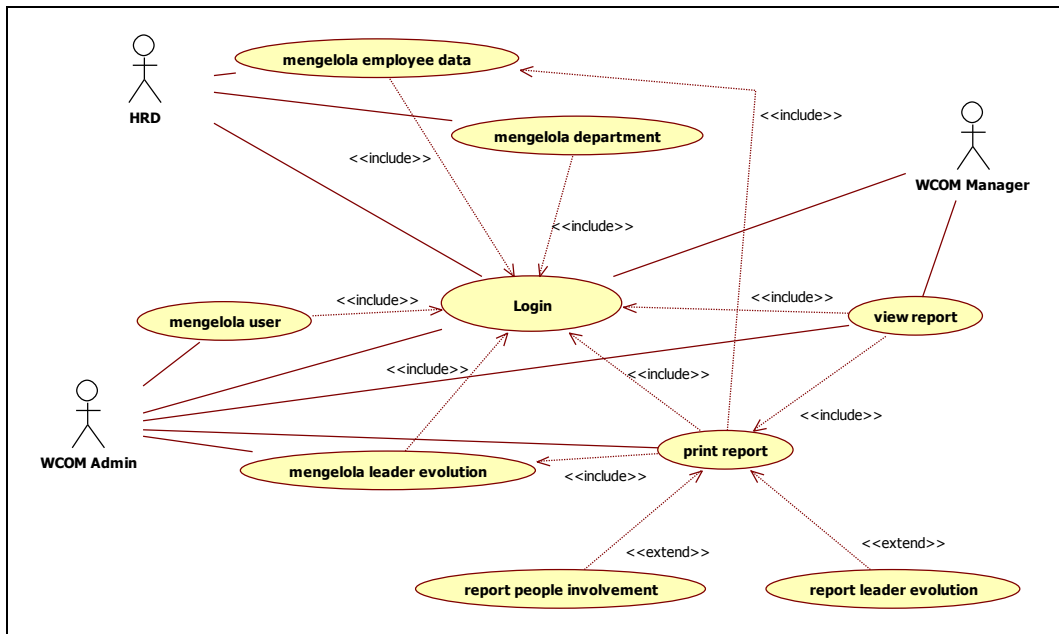 mengelola employee data
HRD
<<include>>
mengelola department
<<include>>
WCOM Manager
<<include>>
<<include>>
Login
<<include>>
mengelola user
view report
<<include>>
<<include>>
<<include>>
WCOM Admin
print report
mengelola leader evolution
<<include>>
<<extend>>
<<extend>>
report people involvement
report leader evolution